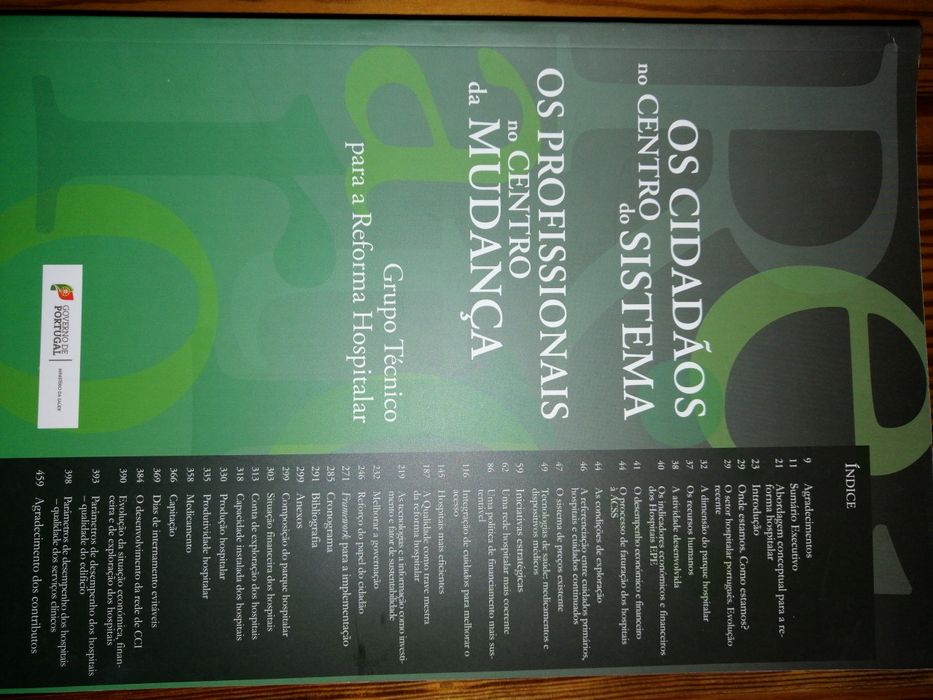 OS CIDADÃOS
no CENTRO
do SISTEMA
OS PROFISSIONAIS
no CENTRO
da MUDANÇA
Grupo Técnico
para a Reforma Hospitalar
GOVERNO DE
PORTUGAL
MINISTÉRIO DA SAÚDE
ÍNDICE
9 Agradecimentos
11 Sumário Executivo
21 Abordagem conceptual para a re-
forma hospitalar
23 Introdução
29 Onde estamos. Como estamos?
29 O sector hospitalar português. Evolução
recente
32 A dimensão do parque hospitalar
37 Os recursos humanos
38 A atividade desenvolvida
40 Os indicadores económicos e financeiros
dos Hospitais EPE
41 O desempenho económico e financeiro
44 O processo de faturação dos hospitais
à ACSS
44 As condições de exploração
46 A referenciação entre cuidados primários,
hospitais e cuidados continuados
47 O sistema de preços existente
49 Tecnologias de saúde: medicamentos e
dispositivos médicos
59 Iniciativas estratégicas
62 Uma rede hospitalar mais coerente
86 Uma política de financiamento mais sus-
tentável
116 Integração de cuidados para melhorar o
acesso
145 Hospitais mais eficientes
187 A Qualidade como trave mestra
da reforma hospitalar
219 As tecnologias e a informação como investi-
mento e fator de sustentabilidade
232 Melhorar a governação
246 Reforço do papel do cidadão
271 Framework para a implementação
285 Cronograma
291 Bibliografia
299 Anexos
299 Composição do parque hospitalar
303 Situação financeira dos hospitais
313 Conta de exploração dos hospitais
318 Capacidade instalada dos hospitais
330 Produção hospitalar
335 Produtividade hospitalar
358 Medicamento
366 Capitação
369 Dias de internamento evitáveis
384 O desenvolvimento da rede de CCI
390 Evolução da situação económica, finan-
ceira e de exploração dos hospitais
395 Parâmetros de desempenho dos hospitais
– qualidade do edifício
398 Parâmetros de desempenho dos hospitais
– qualidade dos serviços clínicos
459 Agradecimento dos contributos